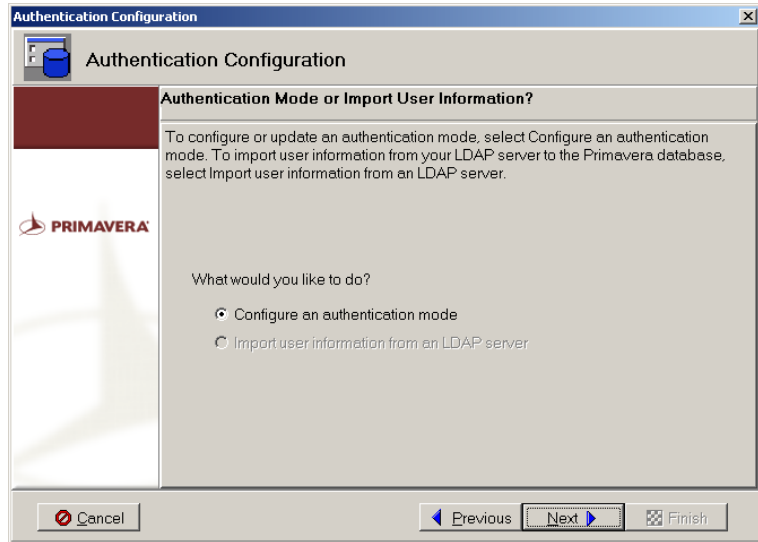 Authentication Configuration
Authentication Configuration
Authentication Mode or Import User Information?
To configure or update an authentication mode, select Configure an authentication
mode. To import user information from your LDAP server to the Primavera database,
select Import user information from an LDAP server.
PRIMAVERA
What would you like to do?
Configure an authentication mode
Import user information from an LDAP server
Cancel
Previous
Next
Finish